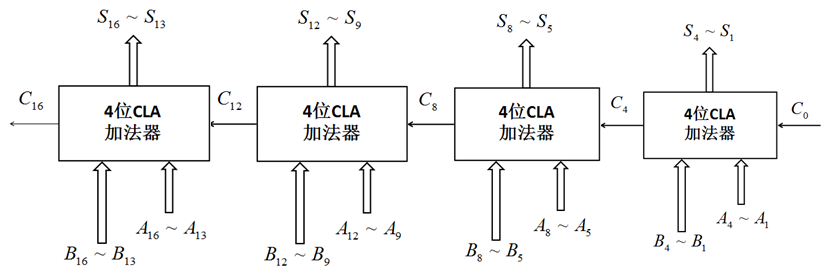 S₁₆ ~ S₁₃
S₁₂ ~ S₉
S₈ ~ S₅
S₄ ~ S₁
C₁₆
4位CLA
加法器
C₁₂
4位CLA
加法器
C₈
4位CLA
加法器
C₄
4位CLA
加法器
C₀
B₁₆ ~ B₁₃
A₁₆ ~ A₁₃
B₁₂ ~ B₉
A₁₂ ~ A₉
B₈ ~ B₅
A₈ ~ A₅
B₄ ~ B₁
A₄ ~ A₁